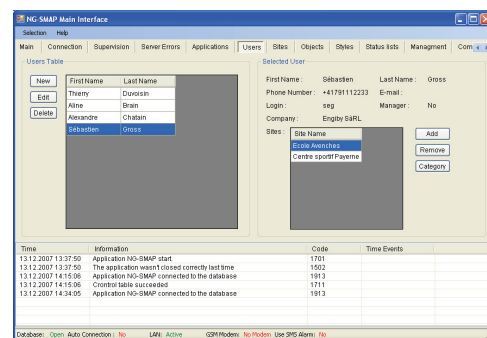 NG-SMAP Main Interface
Selection Help
Main Connection Supervision Server Errors Applications Users Sites Objects Styles Status lists Managment Com
Users Table
New
Edit
Delete
First Name Last Name
Thierry Duvoisin
Aline Brain
Alexandre Chatain
Sébastien Gross
Selected User
First Name : Sébastien Last Name : Gross
Phone Number : +41791112233 E-mail :
Login : seg Manager : No
Company : Engiby SàRL
Sites :
Site Name
Ecole Avenches
Centre sportif Payerne
Add
Remove
Category
Time Information Code Time Events
13.12.2007 13:37:50 Application NG-SMAP start 1701
13.12.2007 13:37:50 The application wasn't closed correctly last time 1502
13.12.2007 14:15:06 Application NG-SMAP connected to the database 1913
13.12.2007 14:15:06 Crontrol table succeeded 1711
13.12.2007 14:34:05 Application NG-SMAP connected to the database 1913
Database: Open Auto Connection : No LAN: Active GSM Modem: No Modem Use SMS Alarm: No